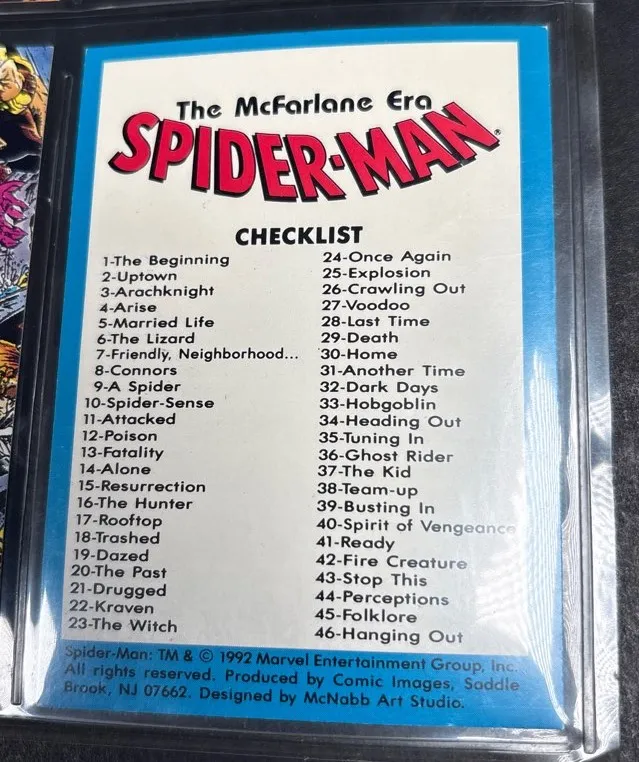 The McFarlane Era
SPIDER-MAN®
CHECKLIST
1-The Beginning
2-Uptown
3-Arachknight
4-Arise
5-Married Life
6-The Lizard
7-Friendly, Neighborhood...
8-Connors
9-A Spider
10-Spider-Sense
11-Attacked
12-Poison
13-Fatality
14-Alone
15-Resurrection
16-The Hunter
17-Rooftop
18-Trashed
19-Dazed
20-The Past
21-Drugged
22-Kraven
23-The Witch
24-Once Again
25-Explosion
26-Crawling Out
27-Voodoo
28-Last Time
29-Death
30-Home
31-Another Time
32-Dark Days
33-Hobgoblin
34-Heading Out
35-Tuning In
36-Ghost Rider
37-The Kid
38-Team-up
39-Busting In
40-Spirit of Vengeance
41-Ready
42-Fire Creature
43-Stop This
44-Perceptions
45-Folklore
46-Hanging Out
Spider-Man: TM & © 1992 Marvel Entertainment Group, Inc.
All rights reserved. Produced by Comic Images, Saddle
Brook, NJ 07662. Designed by McNabb Art Studio.